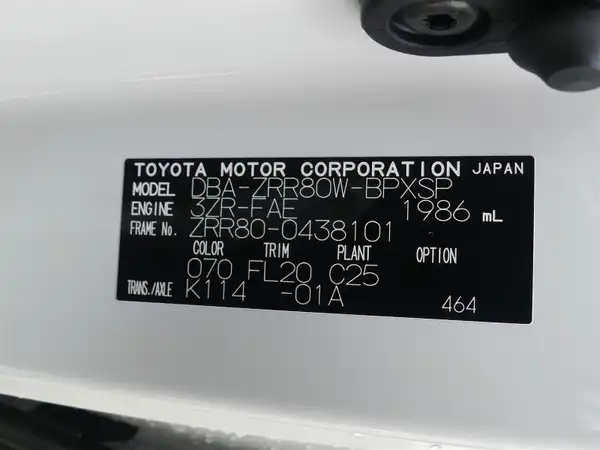 TOYOTA MOTOR CORPORATION JAPAN
MODEL DBA-ZRR80W-BPXSP
ENGINE 3ZR-FAE 1986 mL
FRAME No. ZRR80-0438101
COLOR TRIM PLANT OPTION
070 FL20 C25
TRANS./AXLE K114 -01A
464